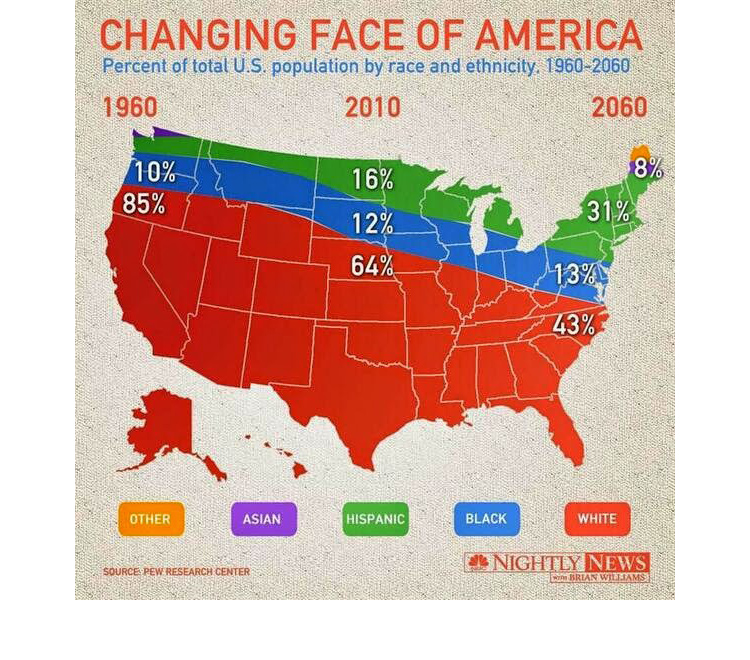 CHANGING FACE OF AMERICA
Percent of total U.S. population by race and ethnicity, 1960-2060
1960 2010 2060
8%
10% 16%
85% 31%
12%
64% 13%
43%
OTHER ASIAN HISPANIC BLACK WHITE
SOURCE: PEW RESEARCH CENTER
NIGHTLY NEWS
WITH BRIAN WILLIAMS